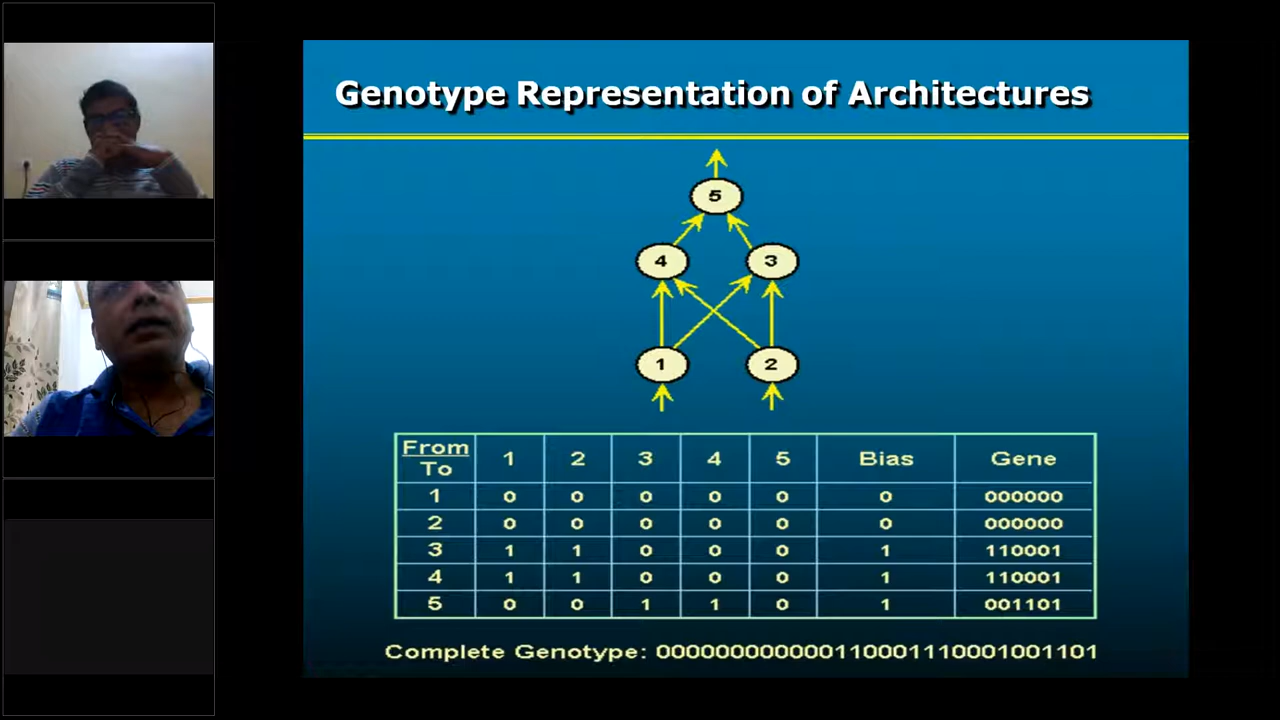 Genotype Representation of Architectures
5
4 3
1 2
From
To 1 2 3 4 5 Bias Gene
1 0 0 0 0 0 0 000000
2 0 0 0 0 0 0 000000
3 1 1 0 0 0 1 110001
4 1 1 0 0 0 1 110001
5 0 0 1 1 0 1 001101
Complete Genotype: 000000000000110001110001001101